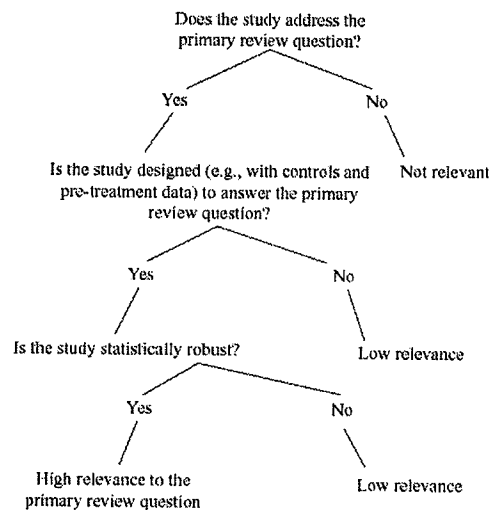 Does the study address the
primary review question?
Yes
No
Is the study designed (e.g., with controls and
pre-treatment data) to answer the primary
review question?
Not relevant
Yes
No
Is the study statistically robust?
Low relevance
Yes
No
High relevance to the
primary review question
Low relevance